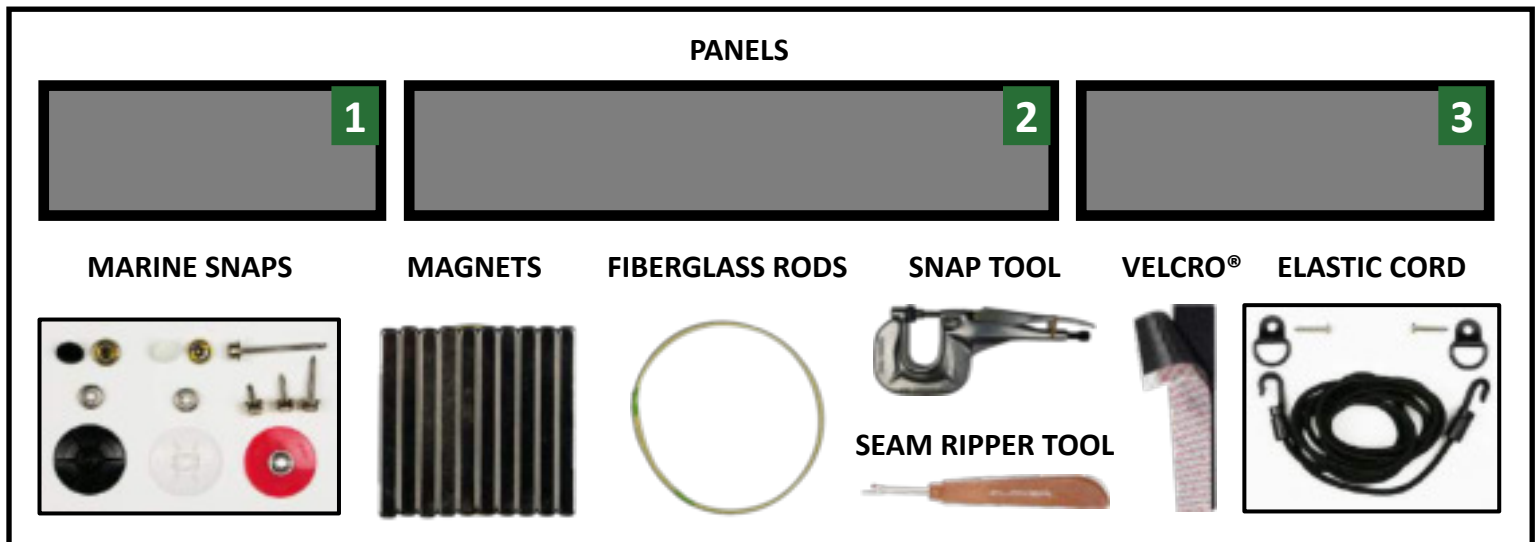 PANELS
1 2 3
MARINE SNAPS MAGNETS FIBERGLASS RODS SNAP TOOL VELCRO® ELASTIC CORD
SEAM RIPPER TOOL